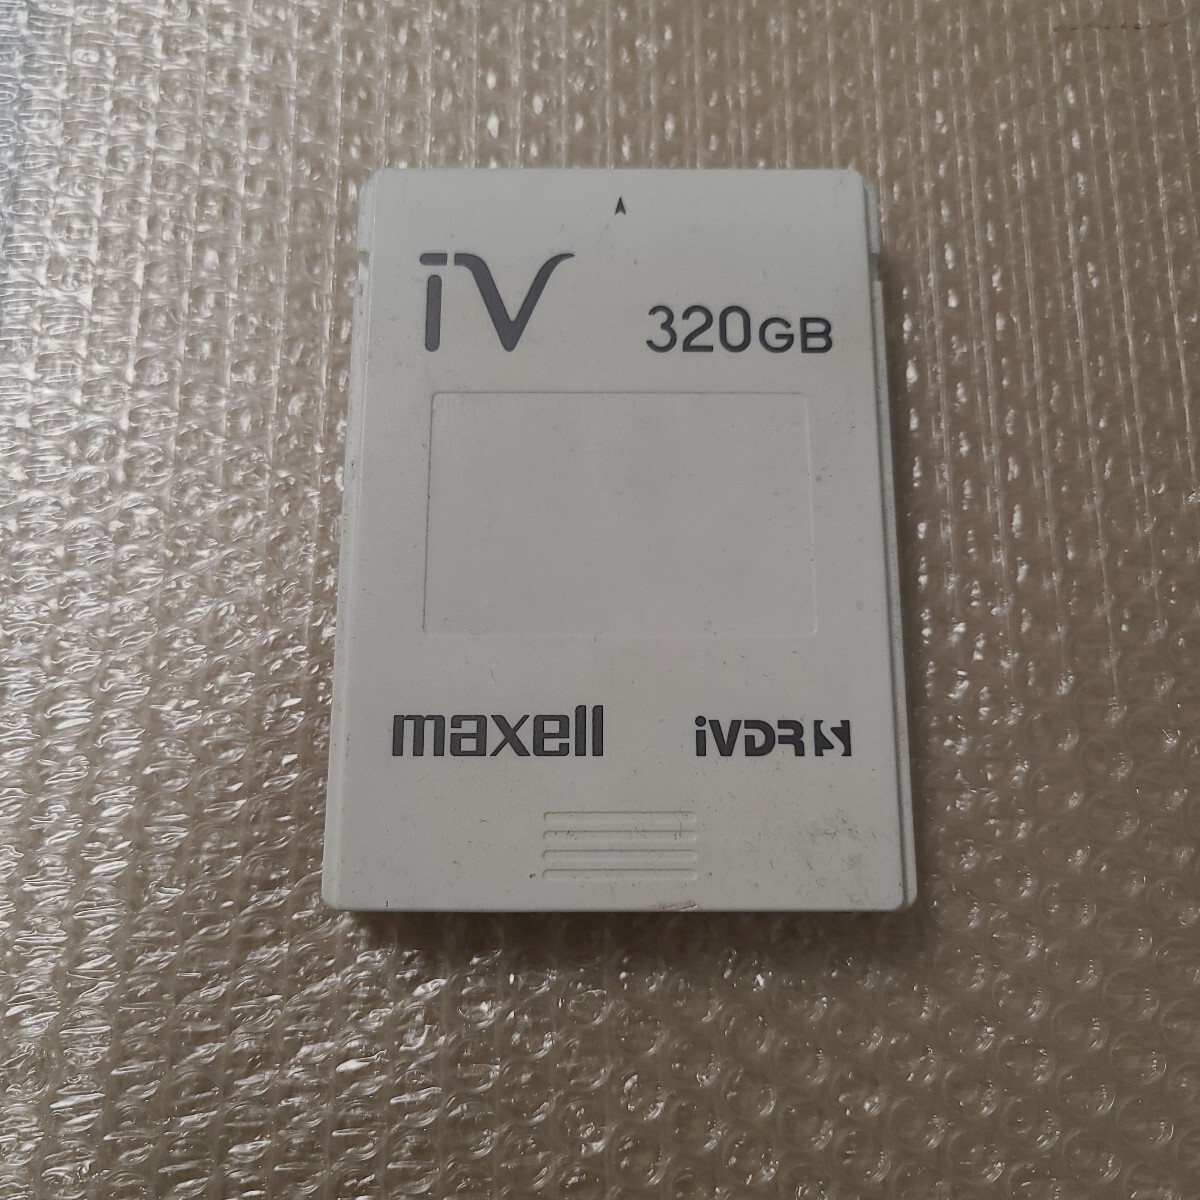 iV
320GB
maxell
iVDR S